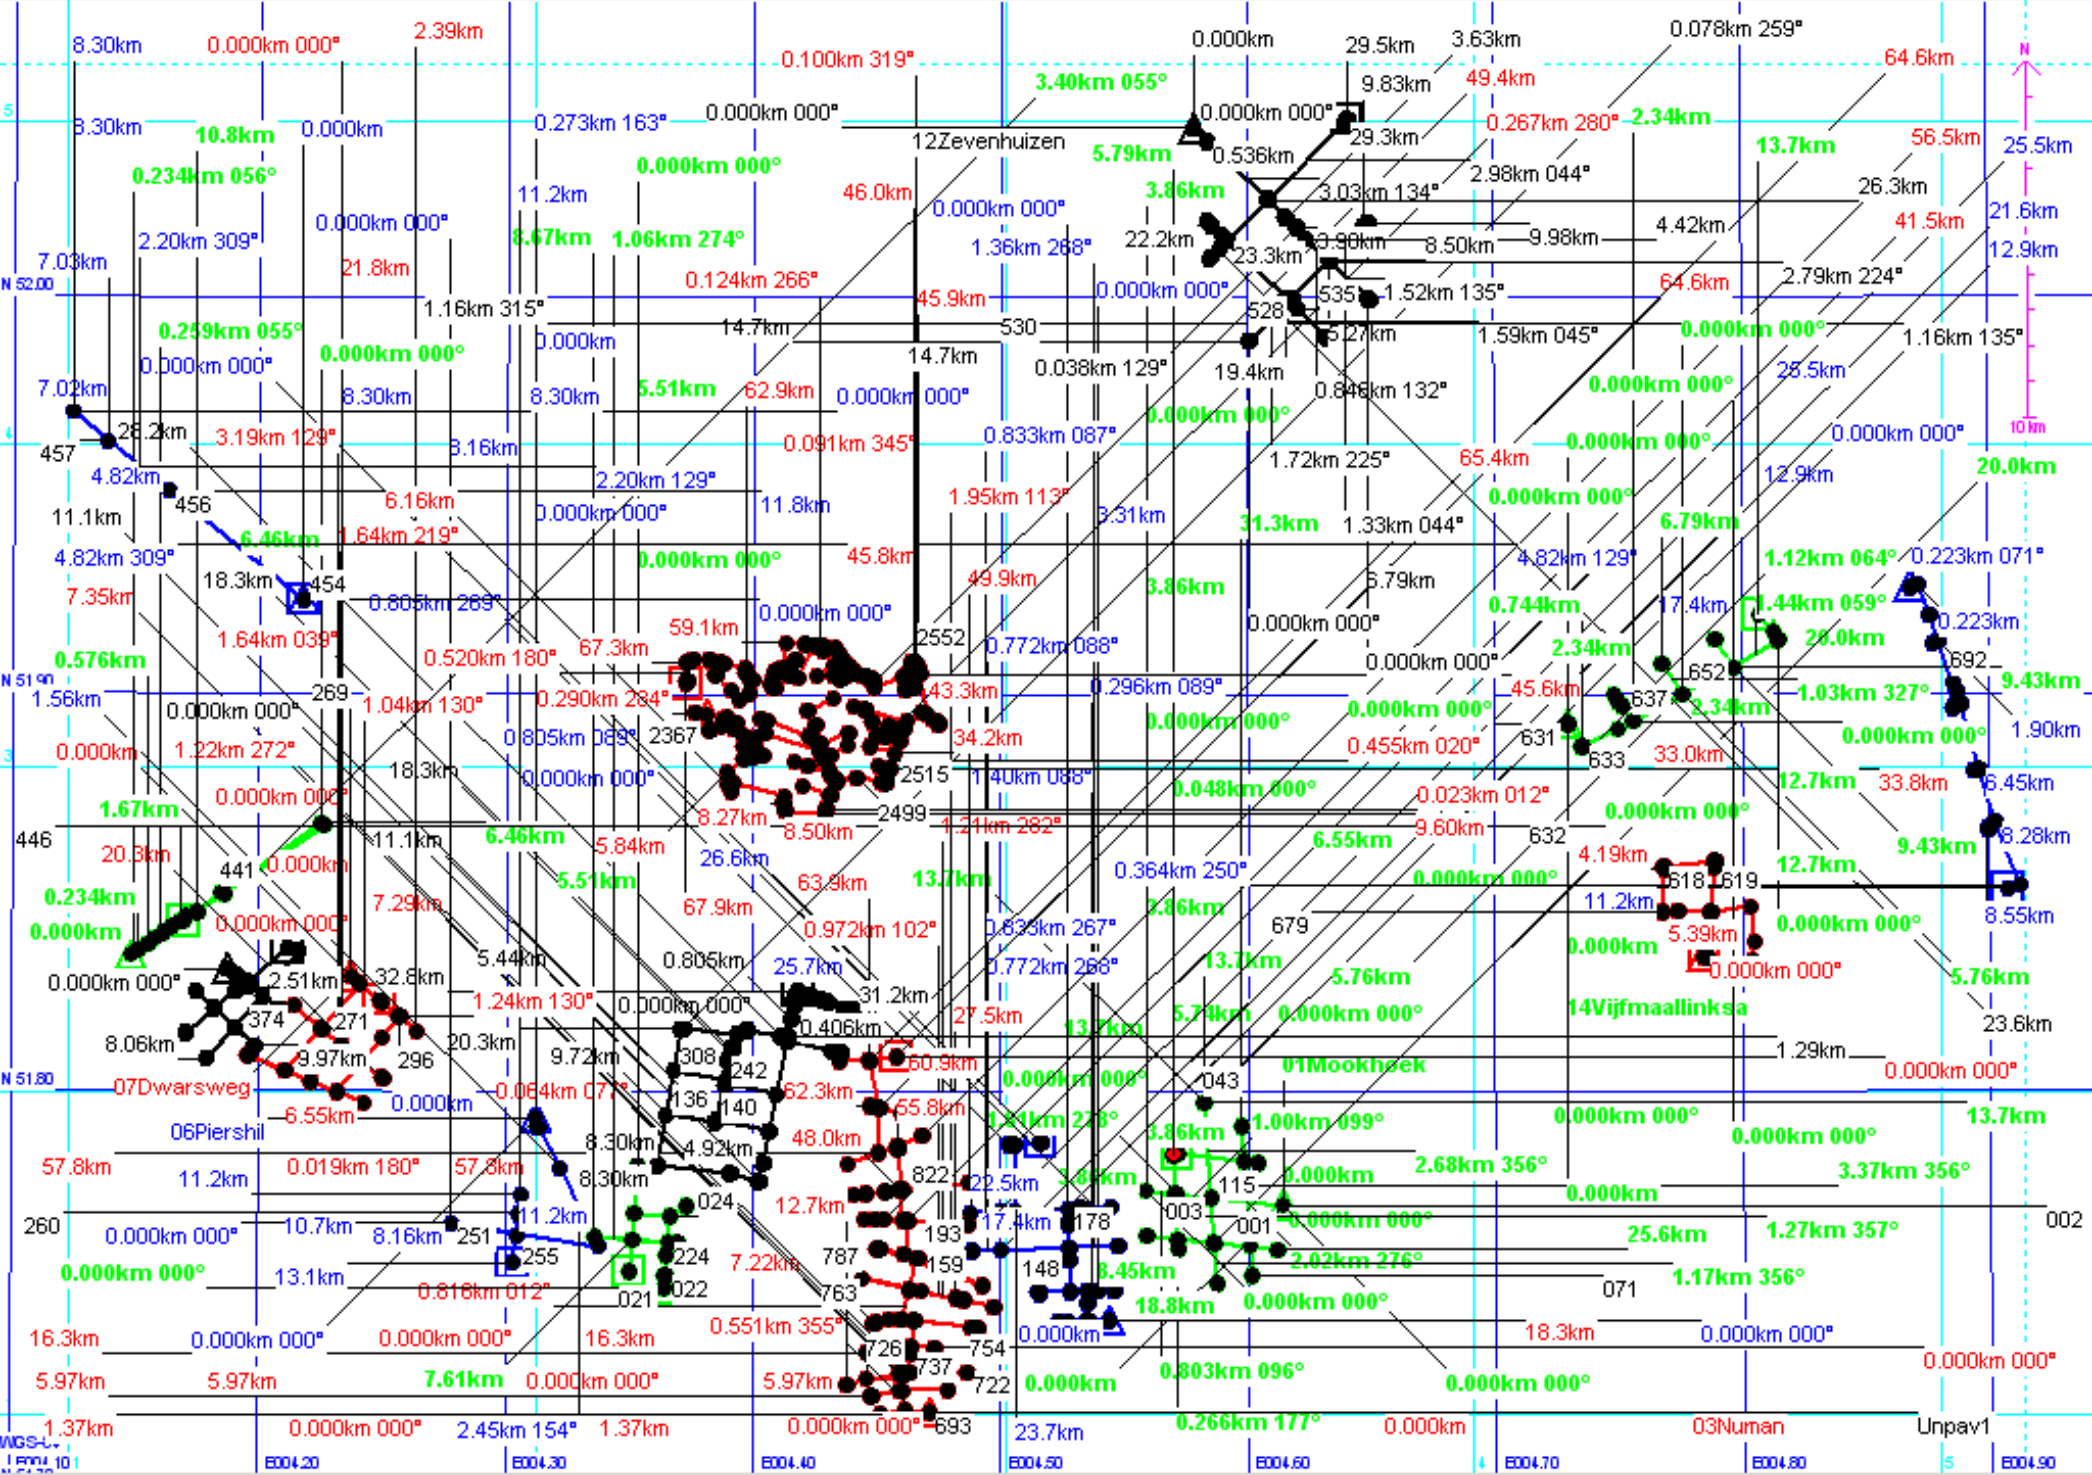 2.39km
0.078km 259°
0.000km
3.63km
8.30km
0.000km 000°
29.5km
0.100km 319°
64.6km
N
3.40km 055°
49.4km
9.83km
0.000km 000°
0.000km 000°
5
8.30km
0.000km
0.273km 163°
0.267km 280°
2.34km
10.8km
12Zevenhuizen
29.3km
56.5km
5.79km
0.536km
13.7km
25.5km
0.234km 056°
0.000km 000°
2.98km 044°
11.2km
46.0km
3.86km
3.03km 134°
26.3km
0.000km 000°
0.000km 000°
21.6km
2.20km 309°
8.67km
1.06km 274°
1.36km 268°
22.2km
3.90km
8.50km
9.98km
4.42km
41.5km
7.03km
21.8km
23.3km
12.9km
N 52.00
0.124km 266°
0.000km 000°
535
1.52km 135°
64.6km
2.79km 224°
1.16km 315°
45.9km
528
0.259km 055°
14.7km
530
5.27km
1.59km 045°
0.000km 000°
1.16km 135°
0.000km 000°
0.000km
14.7km
0.000km 000°
0.038km 129°
19.4km
25.5km
7.02km
8.30km
8.30km
5.51km
62.9km
0.000km 000°
0.846km 132°
0.000km 000°
0.000km 000°
10 km
457
28.2km
3.19km 129°
8.16km
0.091km 345°
0.833km 087°
0.000km 000°
0.000km 000°
4
4.82km
2.20km 129°
1.72km 225°
65.4km
12.9km
20.0km
456
6.16km
11.8km
1.95km 113°
0.000km 000°
11.1km
0.000km 000°
3.31km
31.3km
1.33km 044°
6.79km
6.46km
1.64km 219°
4.82km 309°
0.000km 000°
45.8km
4.82km 129°
1.12km 064°
0.223km 071°
18.3km
454
49.9km
3.86km
6.79km
7.35km
0.805km 269°
0.000km 000°
0.744km
17.4km
1.44km 059°
1.64km 039°
59.1km
2552
0.000km 000°
0.223km
67.3km
0.772km 088°
2.34km
20.0km
0.576km
0.520km 180°
0.000km 000°
652
692
N 51.90
1.56km
269
0.290km 284°
43.3km
0.296km 089°
45.6km
637
1.03km 327°
9.43km
0.000km 000°
1.04km 130°
0.000km 000°
0.000km 000°
2.34km
0.805km 089°
2367
34.2km
631
0.000km 000°
1.90km
0.000km
1.22km 272°
0.455km 020°
633
33.0km
3
18.3km
0.000km 000°
2515
1.40km 088°
12.7km
33.8km
6.45km
0.000km 000°
0.048km 000°
0.023km 012°
1.67km
8.27km
2499
0.000km 000°
446
6.46km
8.50km
1.21km 282°
6.55km
9.60km
632
8.28km
11.1km
5.84km
9.43km
20.3km
0.000km
26.6km
4.19km
12.7km
441
5.51km
63.9km
13.7km
0.364km 250°
0.000km 000°
618
619
0.234km
7.29km
67.9km
3.86km
11.2km
8.55km
0.000km
0.000km 000°
0.972km 102°
0.833km 267°
679
5.39km
0.000km 000°
5.44km
0.805km
25.7km
0.772km 268°
13.7km
5.76km
0.000km
0.000km 000°
5.76km
0.000km 000°
2.51km
32.8km
1.24km 130°
0.000km 000°
31.2km
5.74km
0.000km 000°
14Vijfmaallinksa
374
271
0.406km
27.5km
13.7km
23.6km
8.06km
9.97km
296
20.3km
9.72km
308
242
60.9km
01Mookhoek
1.29km
N 51.80
07Dwarsweg
0.064km 077°
62.3km
0.000km 000°
043
0.000km 000°
6.55km
0.000km
136
140
55.8km
1.81km 278°
1.00km 099°
0.000km 000°
13.7km
06Piershil
8.30km
4.92km
48.0km
3.86km
0.000km 000°
57.8km
0.019km 180°
57.8km
822
2.68km 356°
3.37km 356°
11.2km
8.30km
22.5km
3.86km
115
0.000km
0.000km
024
12.7km
17.4km
178
003
001
0.000km 000°
002
260
0.000km 000°
10.7km
8.16km
251
11.2km
193
25.6km
1.27km 357°
0.000km 000°
13.1km
255
224
787
159
148
8.45km
2.02km 276°
1.17km 356°
7.22km
0.816km 012°
021
022
763
18.8km
0.000km 000°
071
16.3km
0.000km 000°
0.000km 000°
16.3km
0.551km 355°
726
754
0.000km
18.3km
0.000km 000°
0.000km 000°
5.97km
5.97km
7.61km
0.000km 000°
5.97km
737
722
0.000km
0.803km 096°
0.000km 000°
1.37km
0.000km 000°
2.45km 154°
1.37km
0.000km 000°
693
23.7km
0.266km 177°
0.000km
03Numan
Unpav1
E004.10
1
E004.20
E004.30
E004.40
E004.50
E004.60
4
E004.70
E004.80
5
E004.90